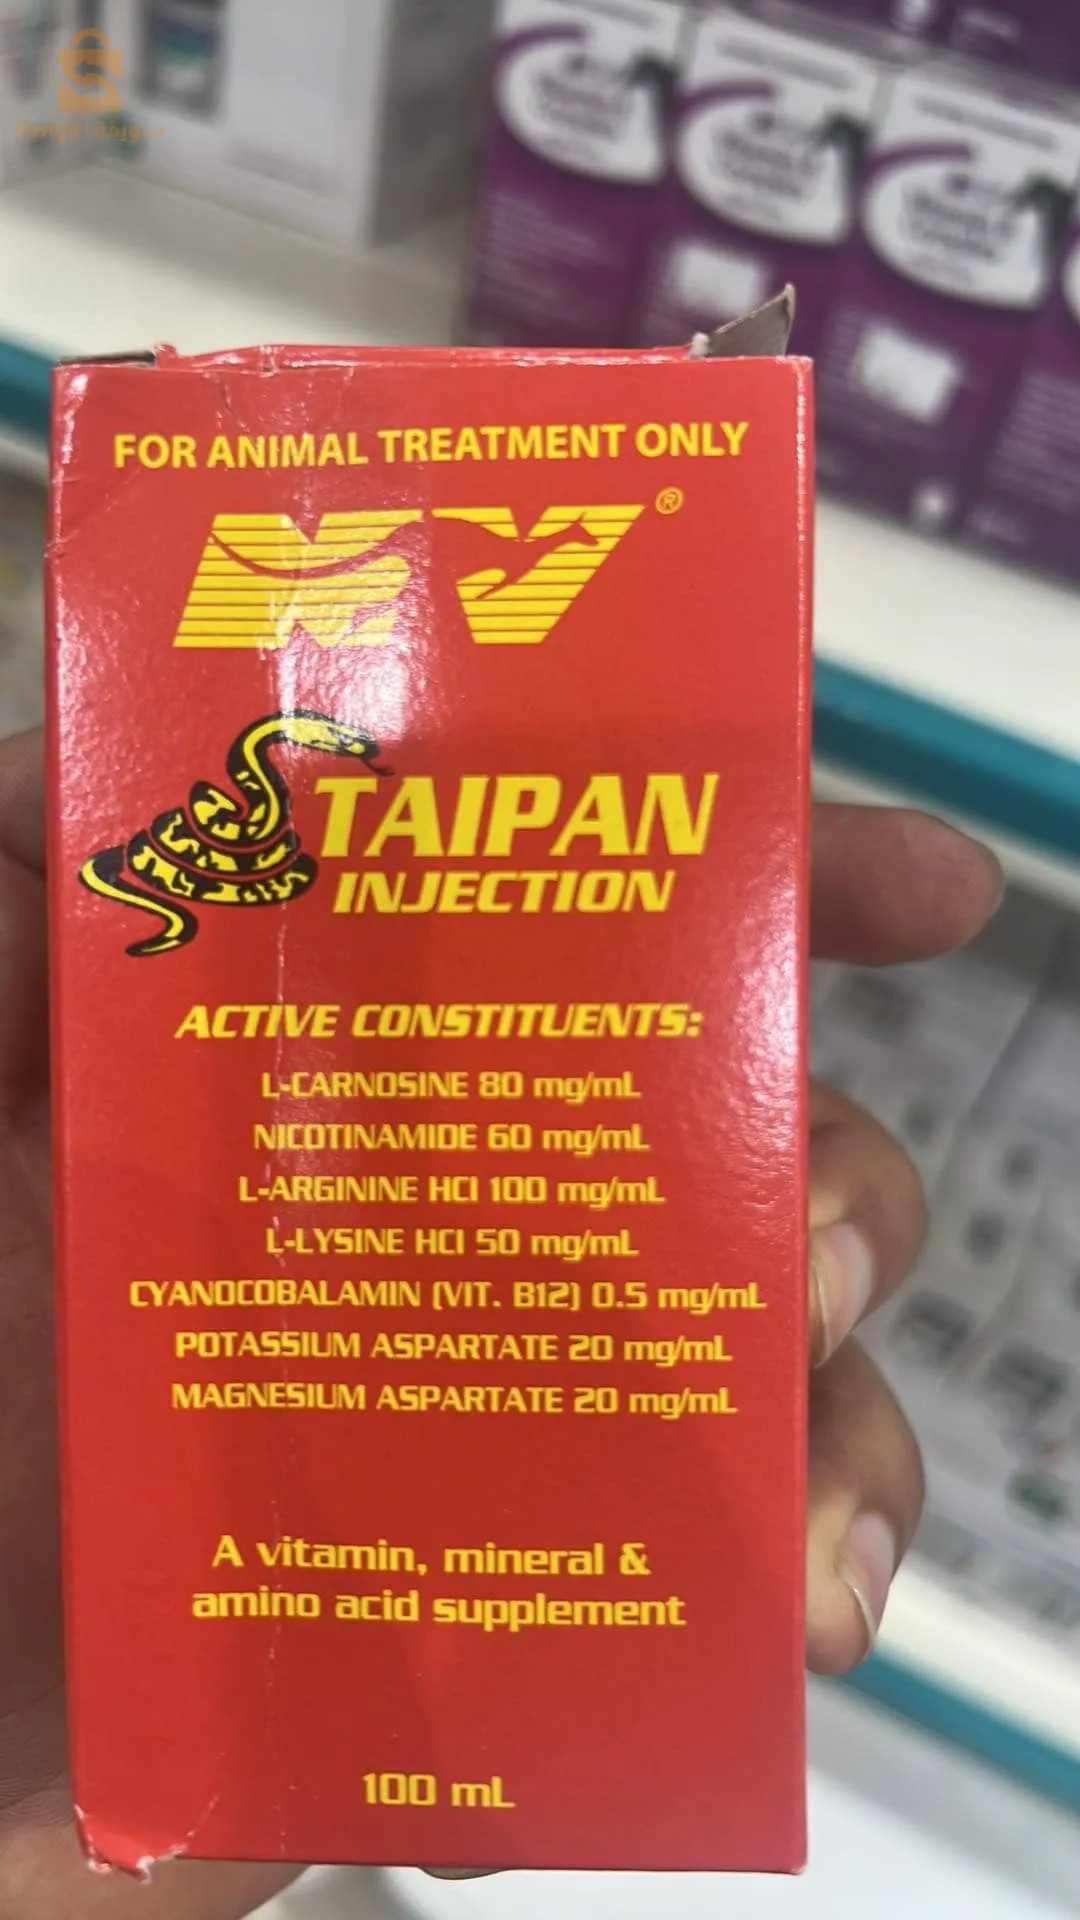 FOR ANIMAL TREATMENT ONLY
NV®
TAIPAN
INJECTION
ACTIVE CONSTITUENTS:
L-CARNOSINE 80 mg/mL
NICOTINAMIDE 60 mg/mL
L-ARGININE HCl 100 mg/mL
L-LYSINE HCl 50 mg/mL
CYANOCOBALAMIN (VIT. B12) 0.5 mg/mL
POTASSIUM ASPARTATE 20 mg/mL
MAGNESIUM ASPARTATE 20 mg/mL
A vitamin, mineral &
amino acid supplement
100 mL